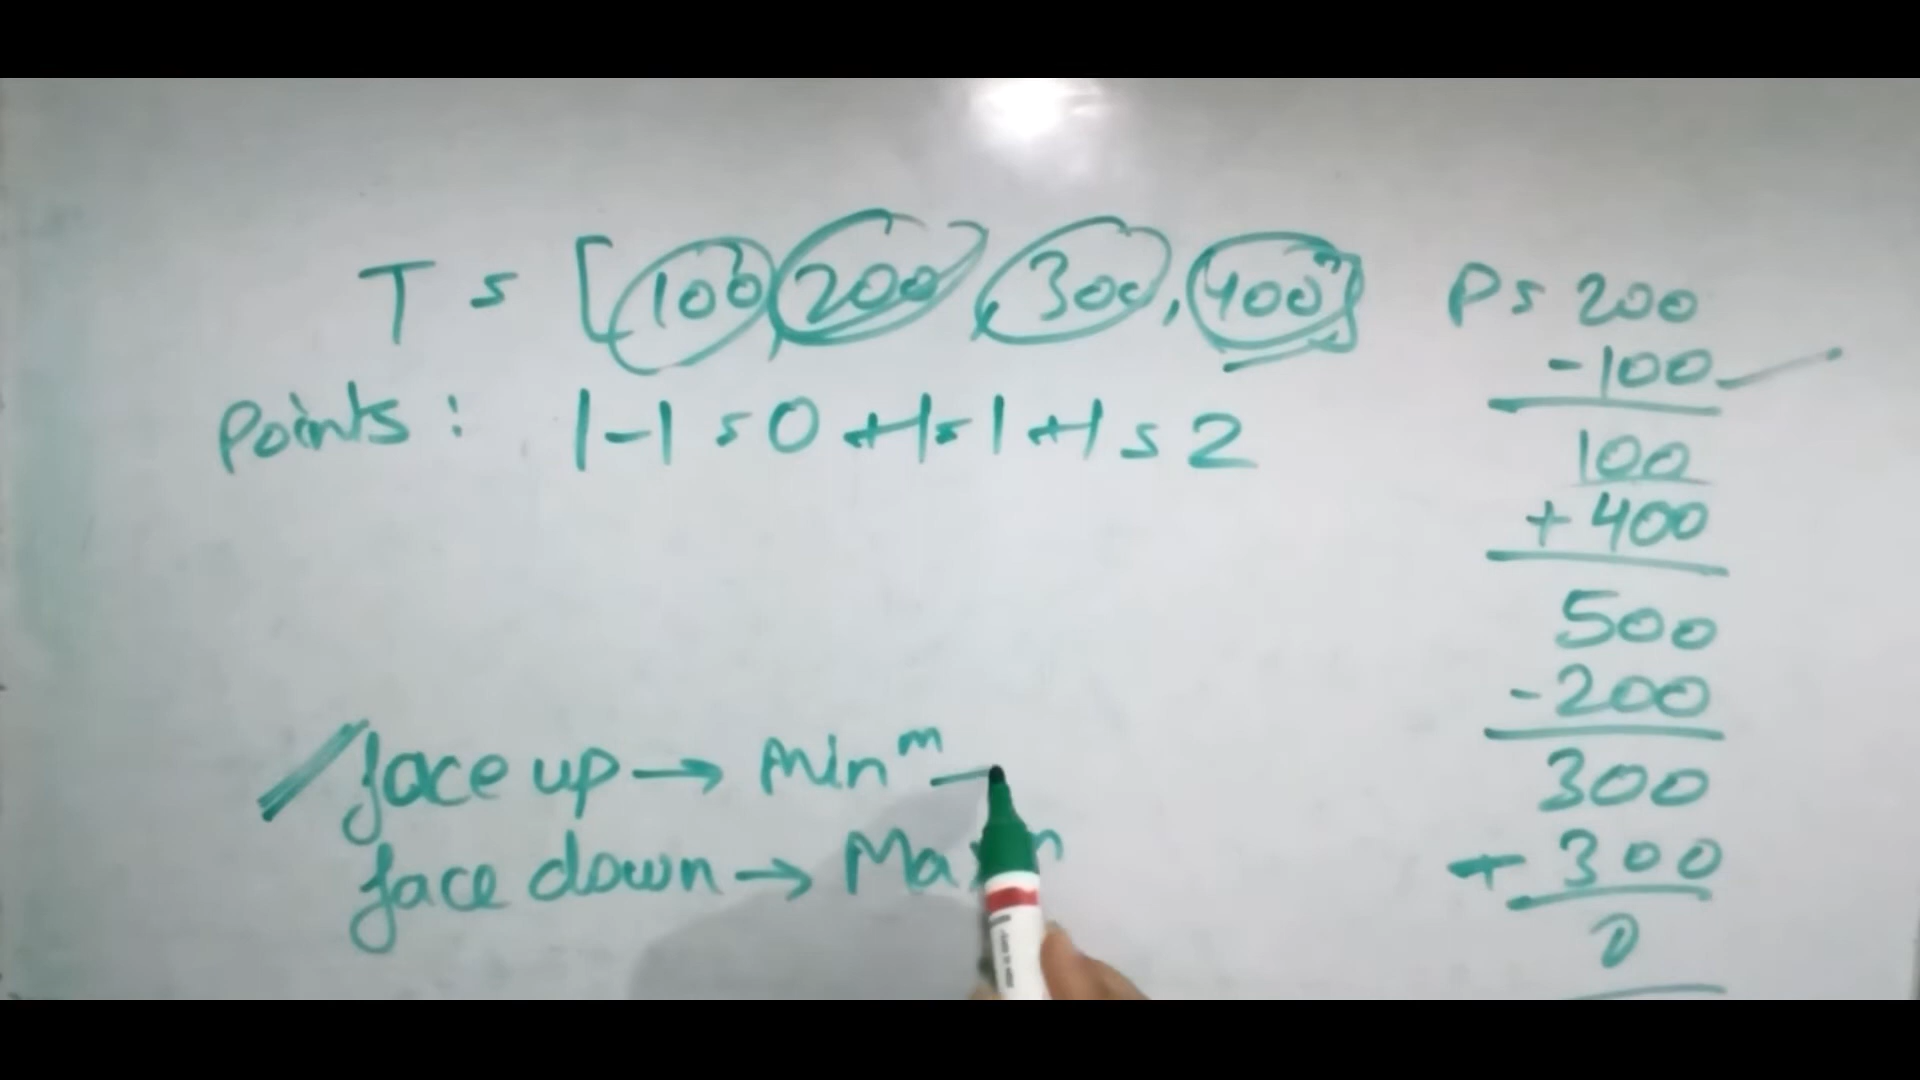 T = [100, 200, 300, 400]
Points: 1-1=0+1=1+1=2
P= 200
-100
100
+400
500
-200
300
+300
0
face up → Minᵐ
face down → Ma